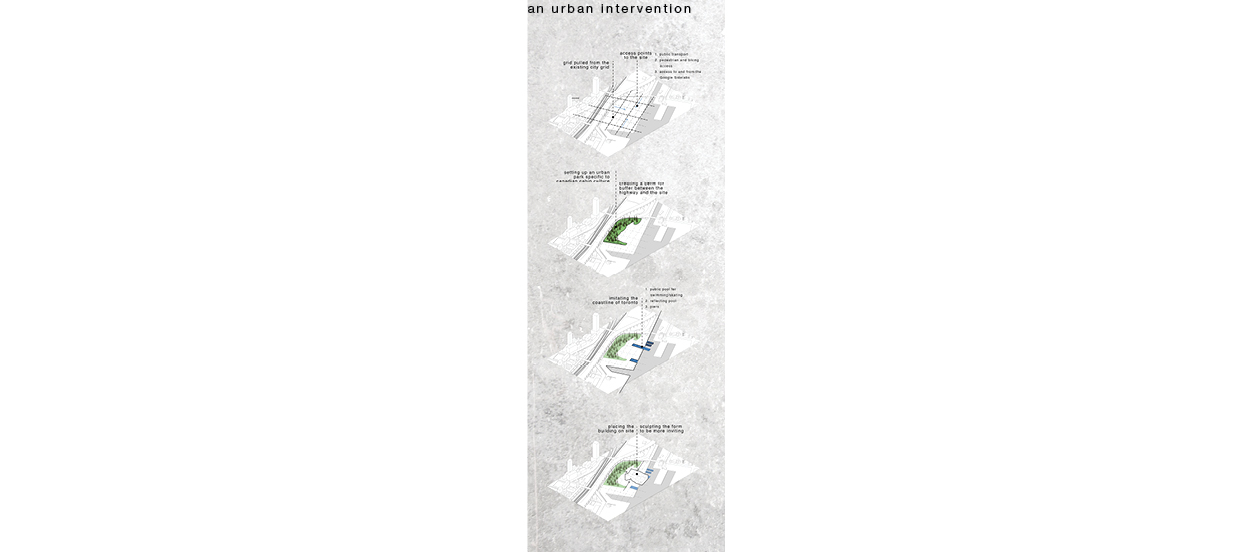 an urban intervention
grid pulled from the
existing city grid
access points
to the site
1. public transport
2. pedestrian and biking
access
3. access to and from the
Google Sidewalk
setting up an urban
park specific to
canadian cabin culture
creating a berm for
buffer between the
highway and the site
imitating the
coastline of toronto
1. public pool for
swimming/skating
2. reflecting pool
3. piers
placing the
building on site
sculpting the form
to be more inviting